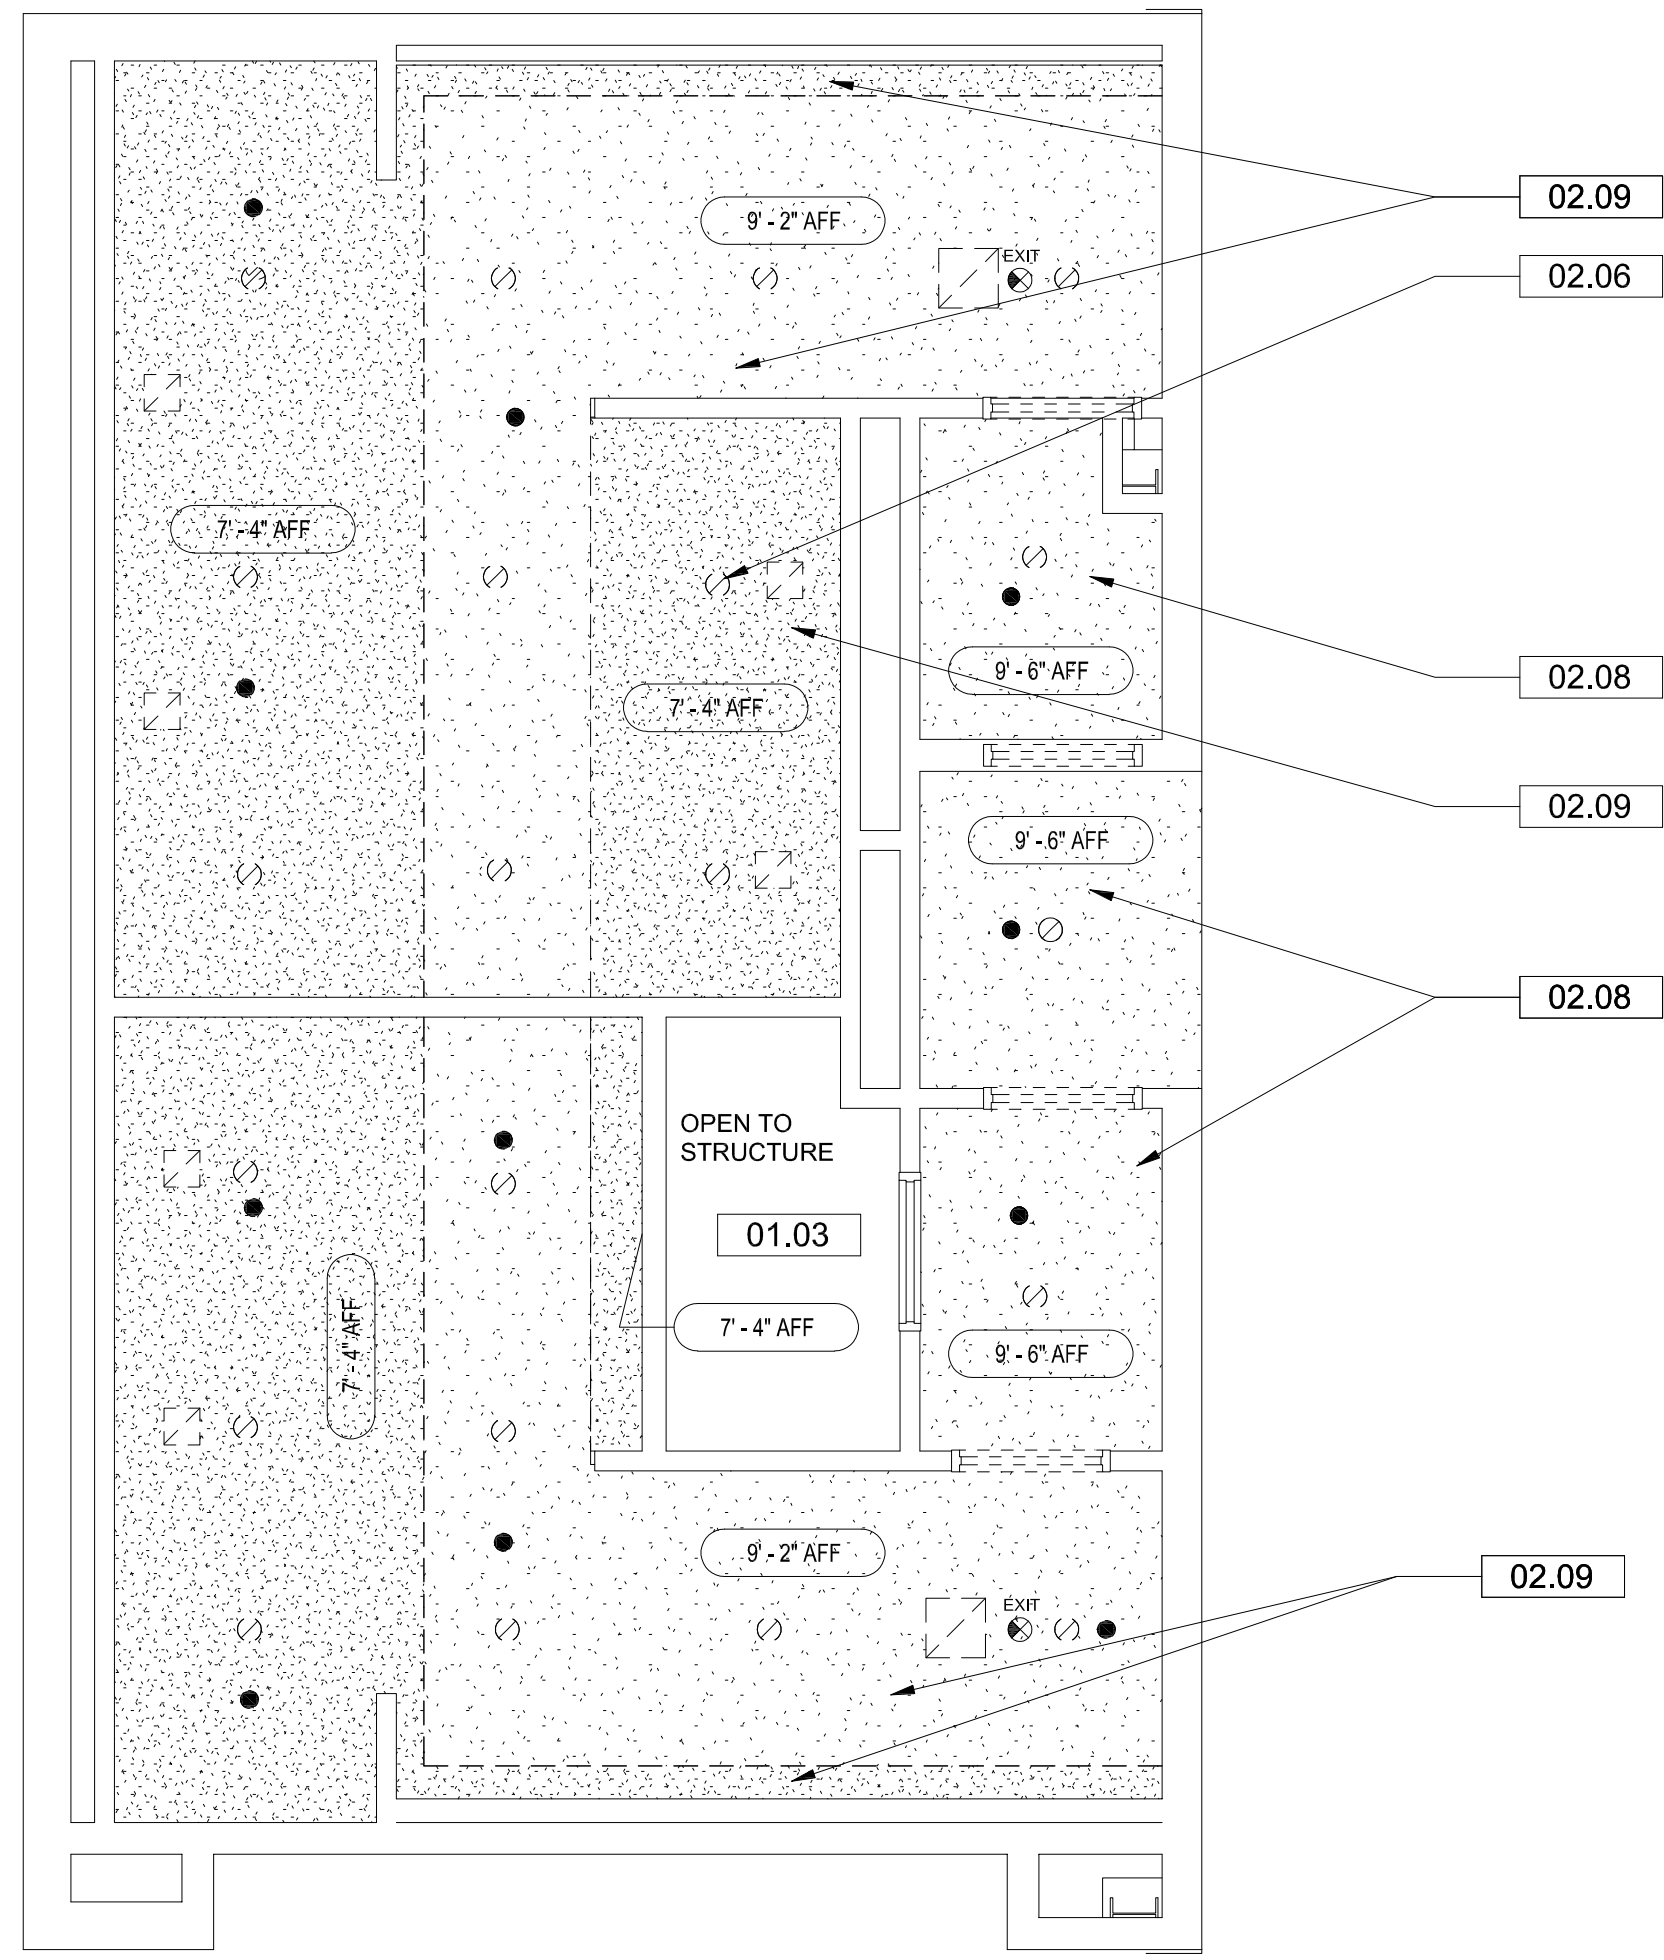 02.09
9' - 2" AFF
EXIT
02.06
7' - 4" AFF
9' - 6" AFF
02.08
7' - 4" AFF
02.09
9' - 6" AFF
02.08
OPEN TO
STRUCTURE
01.03
7' - 4" AFF
7' - 4" AFF
9' - 6" AFF
9' - 2" AFF
02.09
EXIT